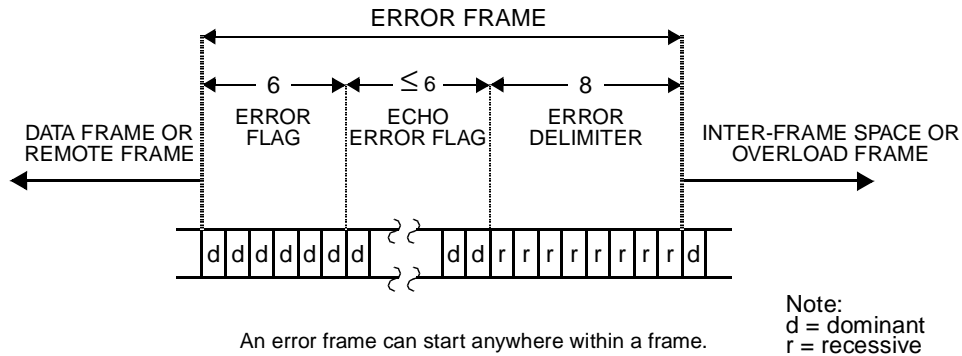 ERROR FRAME
6
≤ 6
8
ERROR
FLAG
ECHO
ERROR FLAG
ERROR
DELIMITER
DATA FRAME OR
REMOTE FRAME
INTER-FRAME SPACE OR
OVERLOAD FRAME
d d d d d d d d d r r r r r r r r d
An error frame can start anywhere within a frame.
Note:
d = dominant
r = recessive